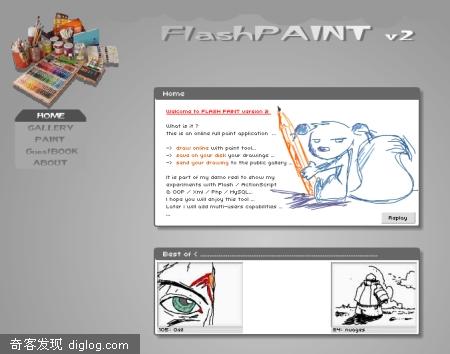 FlashPAINT v2
HOME
GALLERY
PAINT
GuestBOOK
ABOUT
Home
Welcome to FLASH PAINT version 2
What is it ?
this is an online full paint application ...
-> draw online with paint tool...
-> save on your disk your drawings ...
-> send your drawing to the public gallery ...
It is part of my demo reel to show my
experiments with Flash / ActionScript
& OOP / Xml / Php / MySQL...
I hope you will enjoy this tool ...
Later I will add multi-users capabilities ...
...
Replay
Best of <
105: Oeil
84: nuages
奇客发现 diglog.com